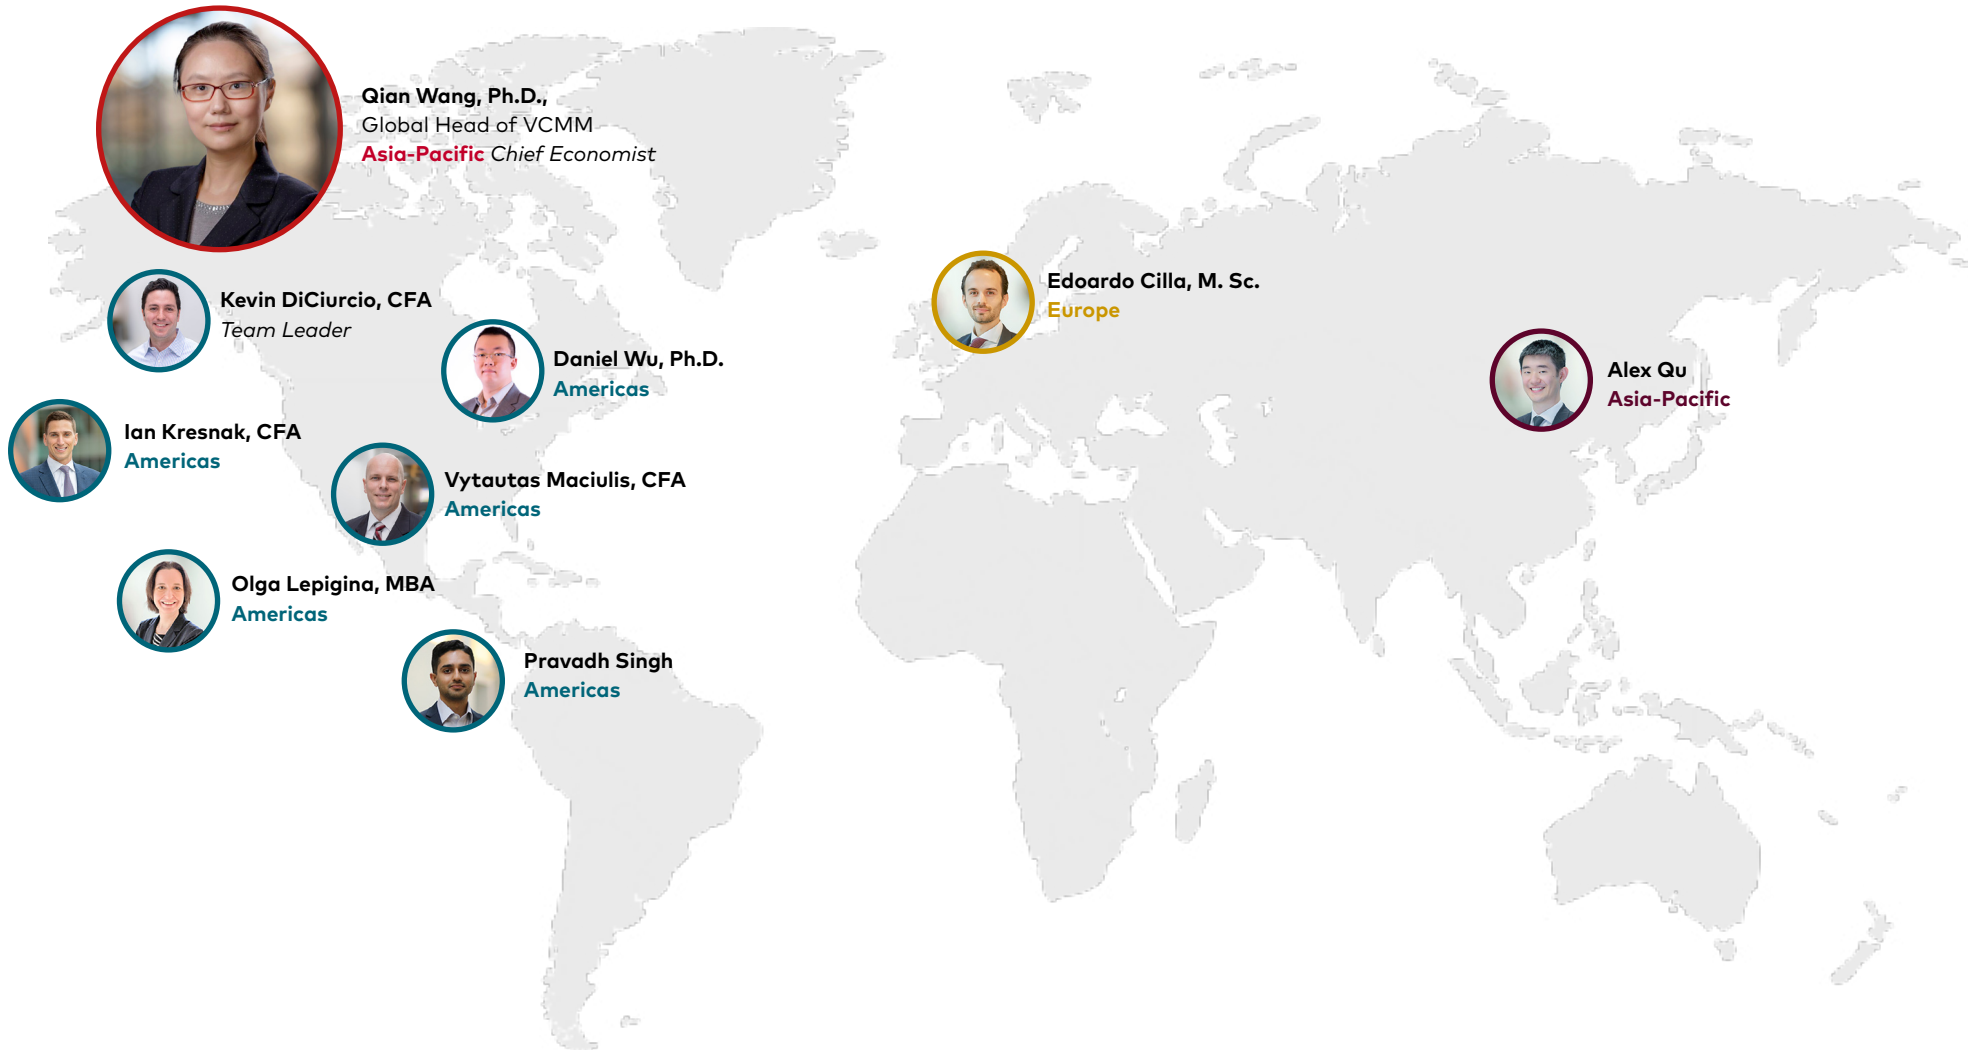 Qian Wang, Ph.D.,
Global Head of VCMM
Asia-Pacific Chief Economist
Kevin DiCiurcio, CFA
Team Leader
Daniel Wu, Ph.D.
Americas
Ian Kresnak, CFA
Americas
Vytautas Maciulis, CFA
Americas
Olga Lepigina, MBA
Americas
Pravadh Singh
Americas
Edoardo Cilla, M. Sc.
Europe
Alex Qu
Asia-Pacific